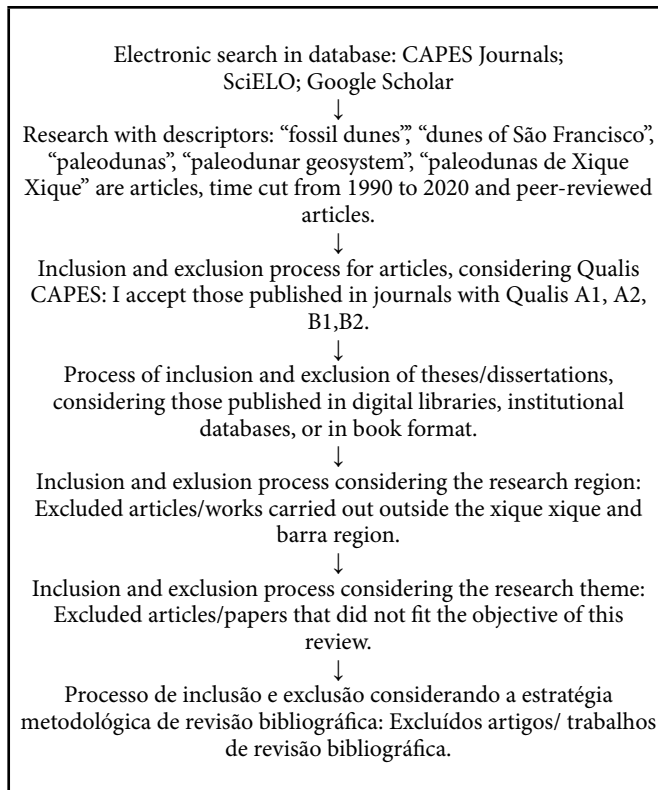 Electronic search in database: CAPES Journals;
SciELO; Google Scholar
↓
Research with descriptors: “fossil dunes”, “dunes of São Francisco”,
“paleodunas”, “paleodunar geosystem”, “paleodunas de Xique
Xique” are articles, time cut from 1990 to 2020 and peer-reviewed
articles.
↓
Inclusion and exclusion process for articles, considering Qualis
CAPES: I accept those published in journals with Qualis A1, A2,
B1,B2.
↓
Process of inclusion and exclusion of theses/dissertations,
considering those published in digital libraries, institutional
databases, or in book format.
↓
Inclusion and exlusion process considering the research region:
Excluded articles/works carried out outside the xique xique and
barra region.
↓
Inclusion and exclusion process considering the research theme:
Excluded articles/papers that did not fit the objective of this
review.
↓
Processo de inclusão e exclusão considerando a estratégia
metodológica de revisão bibliográfica: Excluídos artigos/ trabalhos
de revisão bibliográfica.